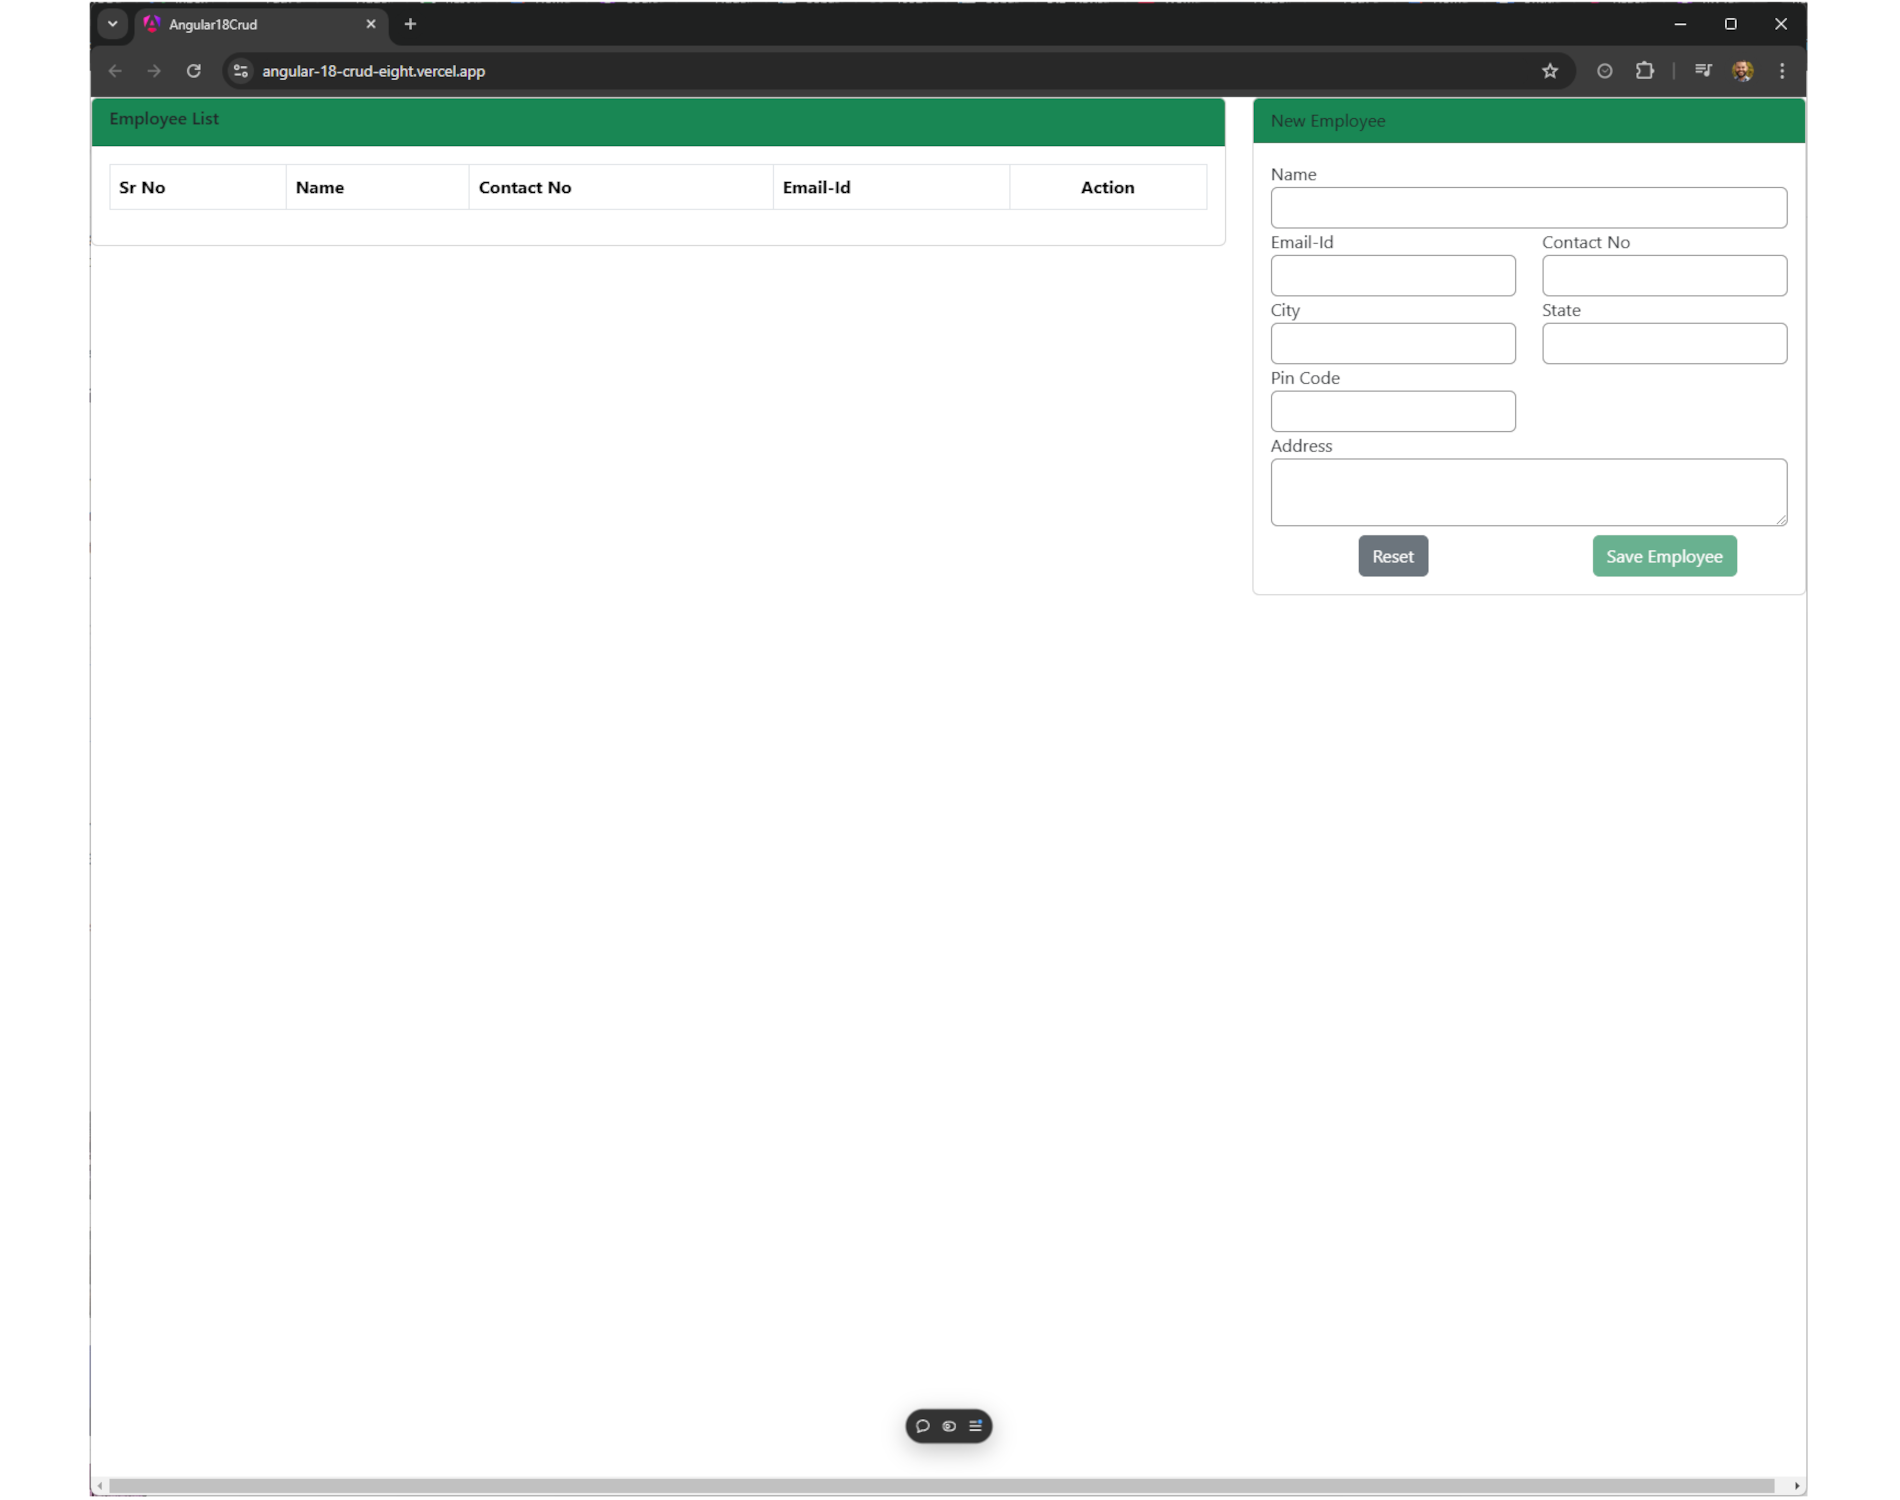 Angular18Crud
angular-18-crud-eight.vercel.app
Employee List
Sr No Name Contact No Email-Id Action
New Employee
Name
Email-Id Contact No
City State
Pin Code
Address
Reset Save Employee